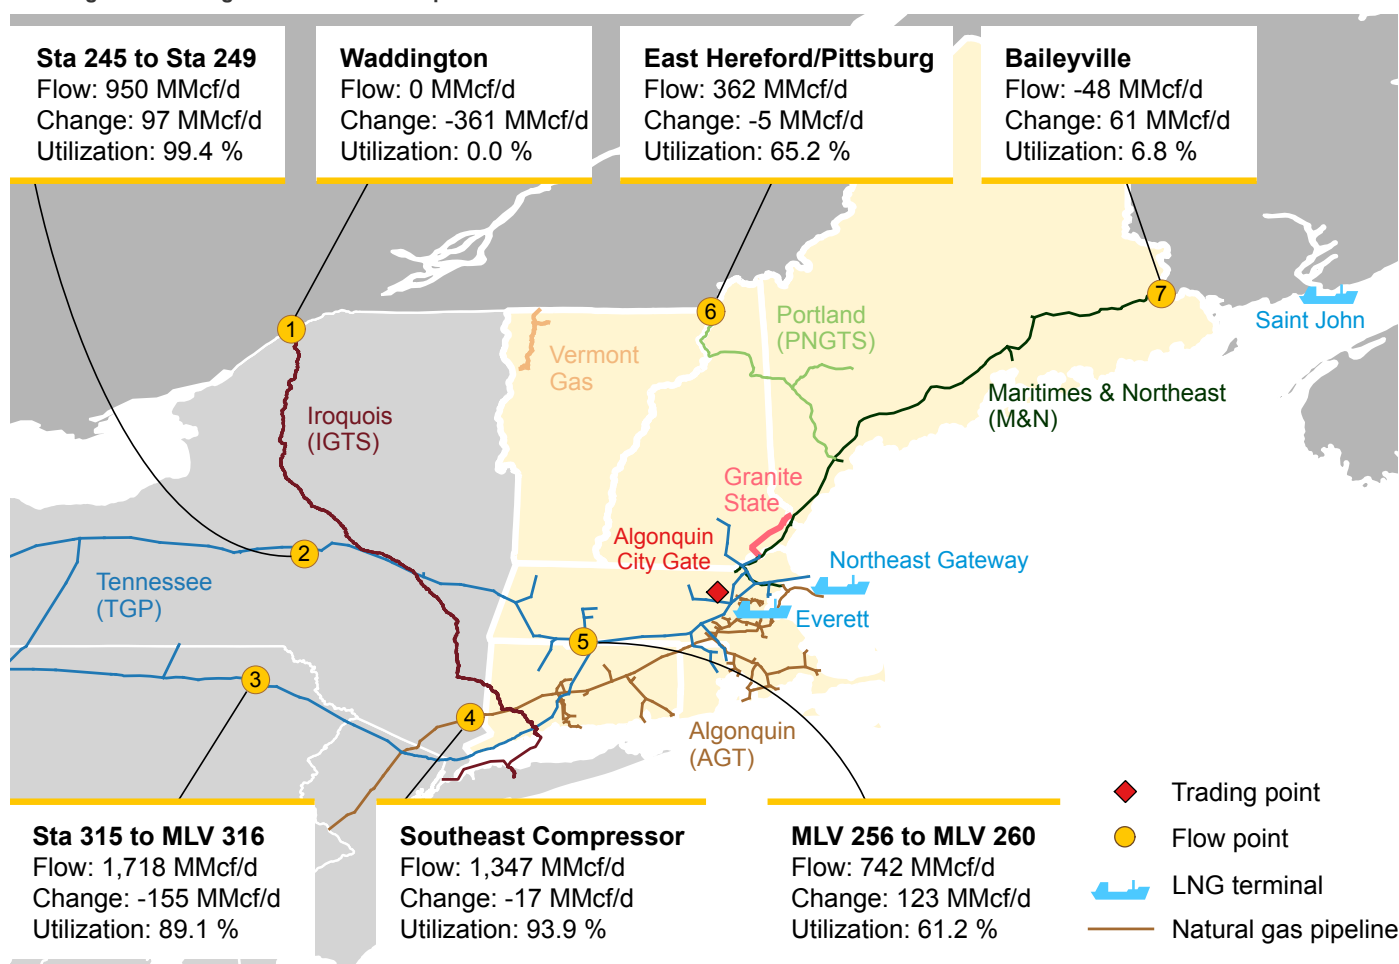 Sta 245 to Sta 249
Flow: 950 MMcf/d
Change: 97 MMcf/d
Utilization: 99.4 %
Waddington
Flow: 0 MMcf/d
Change: -361 MMcf/d
Utilization: 0.0 %
East Hereford/Pittsburg
Flow: 362 MMcf/d
Change: -5 MMcf/d
Utilization: 65.2 %
Baileyville
Flow: -48 MMcf/d
Change: 61 MMcf/d
Utilization: 6.8 %
1
6
7
Portland
(PNGTS)
Saint John
Vermont
Gas
Maritimes & Northeast
(M&N)
Iroquois
(IGTS)
Granite
State
Algonquin
City Gate
2
Northeast Gateway
Tennessee
(TGP)
Everett
5
3
4
Algonquin
(AGT)
Trading point
Flow point
LNG terminal
Natural gas pipeline
Sta 315 to MLV 316
Flow: 1,718 MMcf/d
Change: -155 MMcf/d
Utilization: 89.1 %
Southeast Compressor
Flow: 1,347 MMcf/d
Change: -17 MMcf/d
Utilization: 93.9 %
MLV 256 to MLV 260
Flow: 742 MMcf/d
Change: 123 MMcf/d
Utilization: 61.2 %